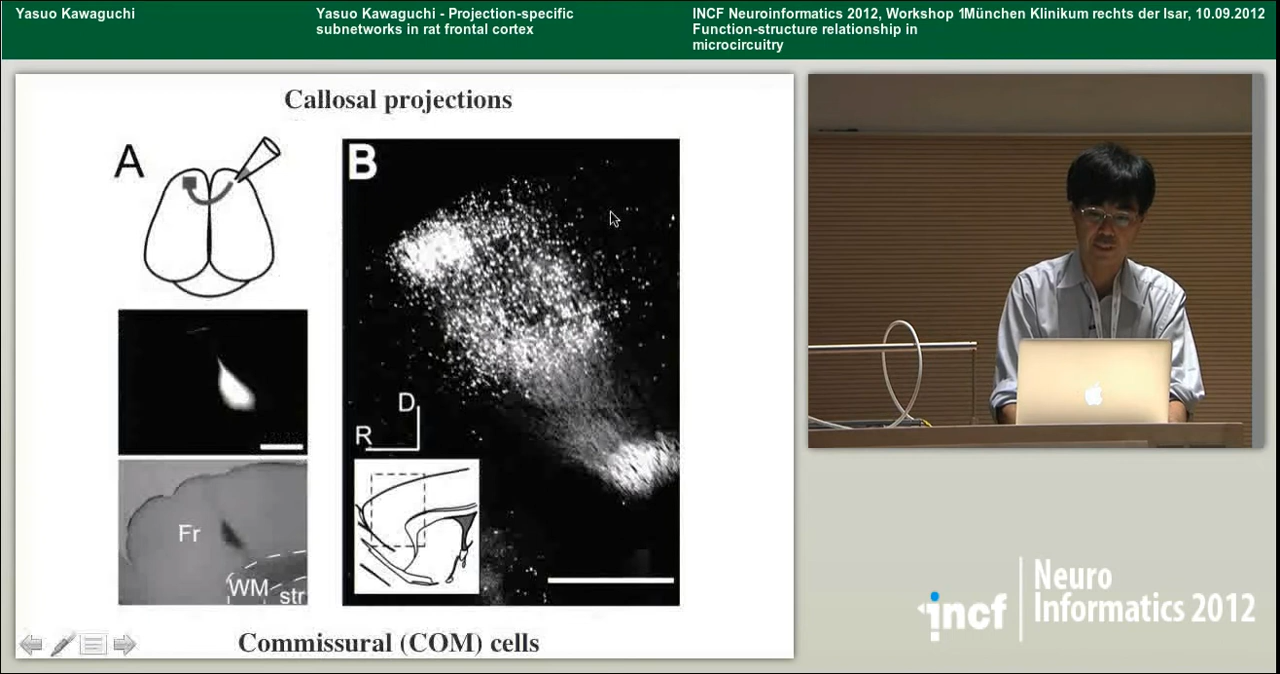 Yasuo Kawaguchi
Yasuo Kawaguchi - Projection-specific
subnetworks in rat frontal cortex
INCF Neuroinformatics 2012, Workshop 1München Klinikum rechts der Isar, 10.09.2012
Function-structure relationship in
microcircuitry
Callosal projections
A
B
D
R
Fr
WM
str
Commissural (COM) cells
incf
Neuro
Informatics 2012